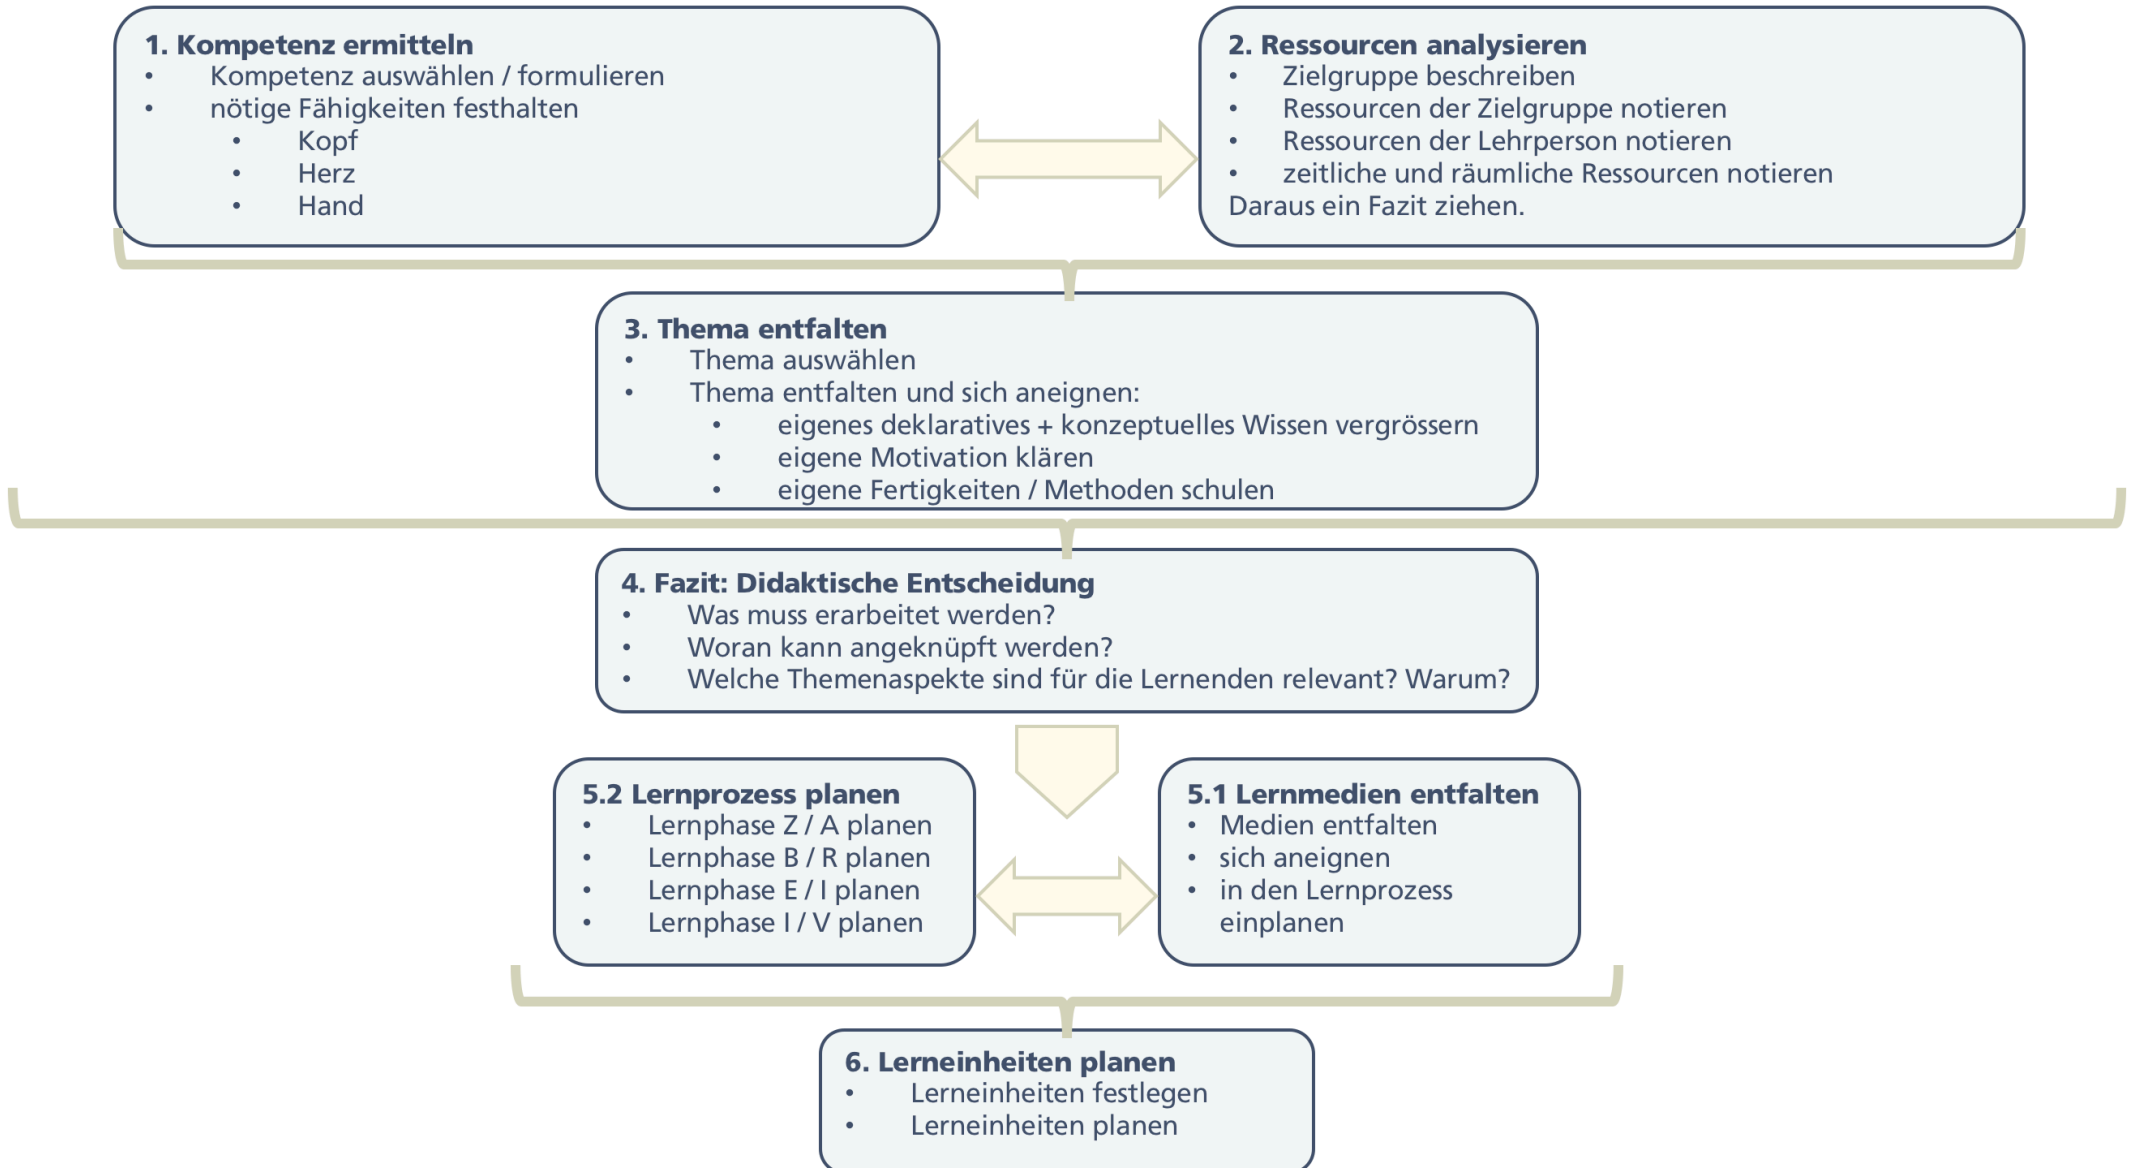 1. Kompetenz ermitteln
• Kompetenz auswählen / formulieren
• nötige Fähigkeiten festhalten
• Kopf
• Herz
• Hand
2. Ressourcen analysieren
• Zielgruppe beschreiben
• Ressourcen der Zielgruppe notieren
• Ressourcen der Lehrperson notieren
• zeitliche und räumliche Ressourcen notieren
Daraus ein Fazit ziehen.
3. Thema entfalten
• Thema auswählen
• Thema entfalten und sich aneignen:
• eigenes deklaratives + konzeptuelles Wissen vergrössern
• eigene Motivation klären
• eigene Fertigkeiten / Methoden schulen
4. Fazit: Didaktische Entscheidung
• Was muss erarbeitet werden?
• Woran kann angeknüpft werden?
• Welche Themenaspekte sind für die Lernenden relevant? Warum?
5.2 Lernprozess planen
• Lernphase Z / A planen
• Lernphase B / R planen
• Lernphase E / I planen
• Lernphase I / V planen
5.1 Lernmedien entfalten
• Medien entfalten
• sich aneignen
• in den Lernprozess
einplanen
6. Lerneinheiten planen
• Lerneinheiten festlegen
• Lerneinheiten planen